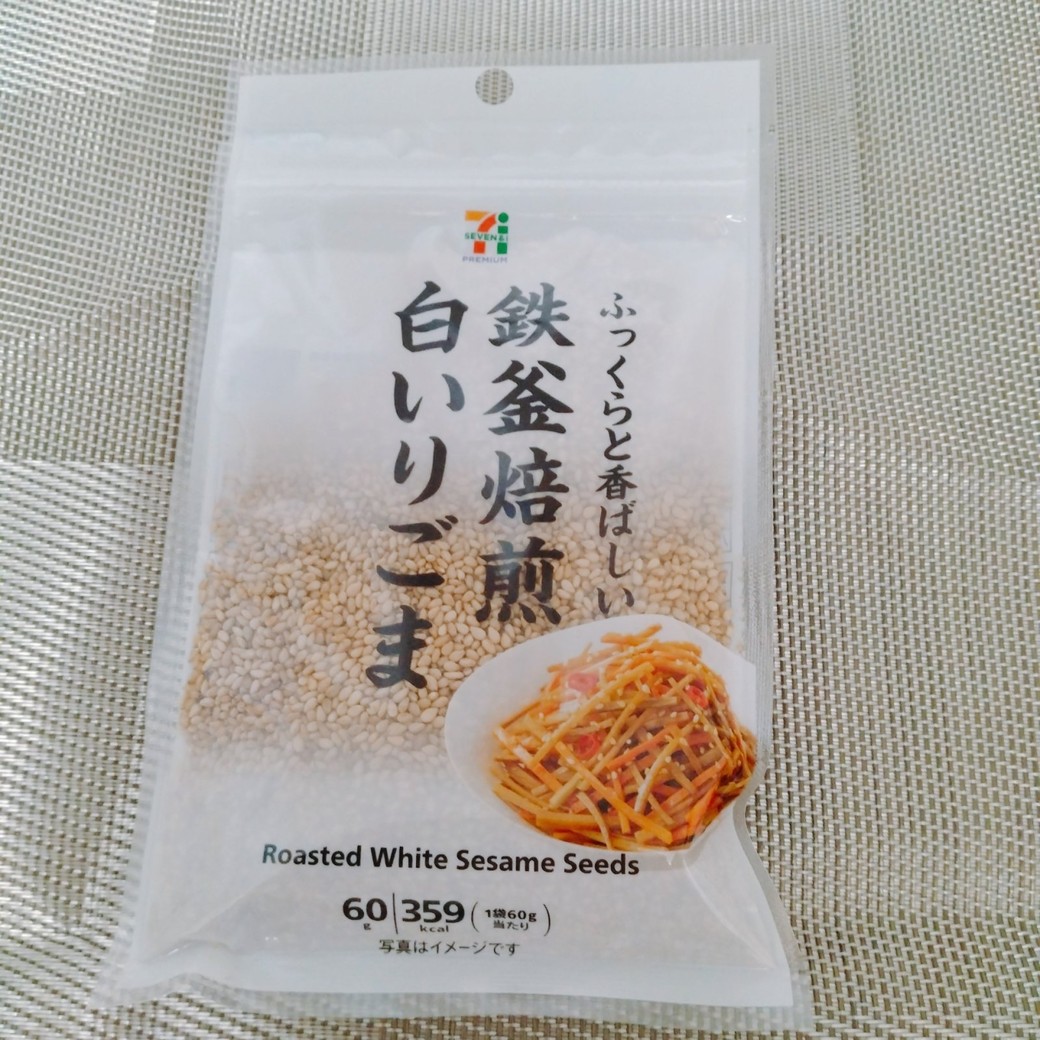 SEVEN&i
PREMIUM
ふっくらと香ばしい
鉄釜焙煎
白いりごま
Roasted White Sesame Seeds
60g 359kcal (1袋60g当たり)
写真はイメージです